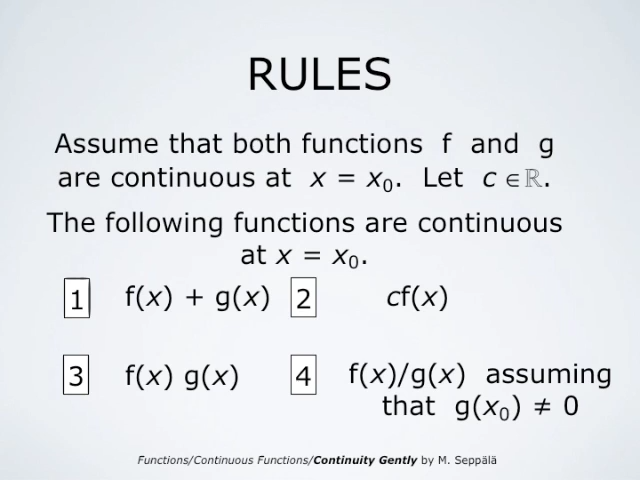 RULES
Assume that both functions f and g
are continuous at x = x₀. Let c ∈ ℝ.
The following functions are continuous
at x = x₀.
1 f(x) + g(x) 2 cf(x)
3 f(x) g(x) 4 f(x)/g(x) assuming
that g(x₀) ≠ 0
Functions/Continuous Functions/Continuity Gently by M. Seppälä